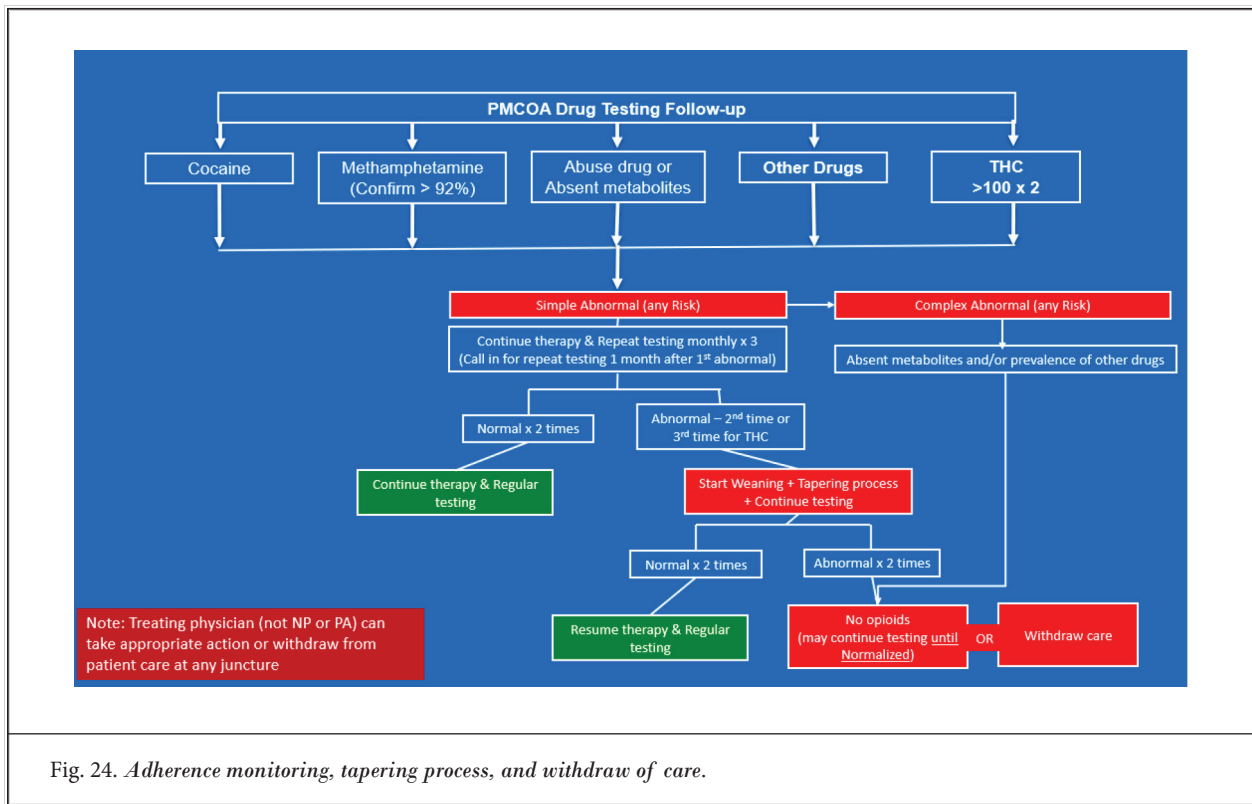 PMCOA Drug Testing Follow-up
Cocaine
Methamphetamine
(Confirm > 92%)
Abuse drug or
Absent metabolites
Other Drugs
THC
>100 x 2
Simple Abnormal (any Risk)
Complex Abnormal (any Risk)
Continue therapy & Repeat testing monthly x 3
(Call in for repeat testing 1 month after 1st abnormal)
Absent metabolites and/or prevalence of other drugs
Normal x 2 times
Abnormal – 2nd time or
3rd time for THC
Continue therapy & Regular
testing
Start Weaning + Tapering process
+ Continue testing
Normal x 2 times
Abnormal x 2 times
Note: Treating physician (not NP or PA) can
take appropriate action or withdraw from
patient care at any juncture
Resume therapy & Regular
testing
No opioids
(may continue testing until
Normalized)
OR
Withdraw care
Fig. 24. Adherence monitoring, tapering process, and withdraw of care.